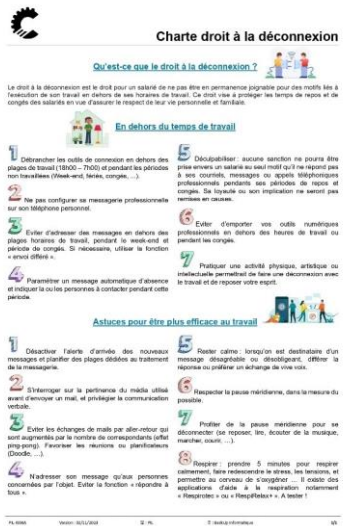 Charte droit à la déconnexion
Qu'est-ce que le droit à la déconnexion ?
Le droit à la déconnexion est le droit pour un salarié de ne pas être en permanence joignable pour des motifs liés à
l'exécution de son travail en dehors de ses horaires de travail. Ce droit vise à protéger les temps de repos et de
congés des salariés en vue d'assurer le respect de leur vie personnelle et familiale.
En dehors du temps de travail
1 Débrancher les outils de connexion en dehors des
plages de travail (18h00 – 7h00) et pendant les périodes
non travaillées (Week-end, fériés, congés, …).
2 Ne pas configurer sa messagerie professionnelle
sur son téléphone personnel.
3 Eviter d'adresser des messages en dehors des
plages horaires de travail, pendant le week-end et
période de congés. Si nécessaire, utiliser la fonction
« envoi différé ».
4 Paramétrer un message automatique d'absence
et indiquer la ou les personnes à contacter pendant cette
période.
5 Déculpabiliser : aucune sanction ne pourra être
prise envers un salarié au seul motif qu'il ne répond pas
à ses courriels, messages ou appels téléphoniques
professionnels pendant ses périodes de repos et
congés. Sa loyauté ou son implication ne seront pas
remises en causes.
6 Eviter d'emporter vos outils numériques
professionnels en dehors des heures de travail ou
pendant les congés.
7 Pratiquer une activité physique, artistique ou
intellectuelle permettrait de faire une déconnexion avec
le travail et de reposer votre esprit.
Astuces pour être plus efficace au travail
1 Désactiver l'alerte d'arrivée des nouveaux
messages et planifier des plages dédiées au traitement
de la messagerie.
2 S'interroger sur la pertinence du média utilisé
avant d'envoyer un mail, et privilégier la communication
verbale.
3 Eviter les échanges de mails par aller-retour qui
sont augmentés par le nombre de correspondants (effet
ping-pong). Favoriser les réunions ou planificateurs
(Doodle, …).
4 N'adresser son message qu'aux personnes
concernées par l'objet. Eviter la fonction « répondre à
tous ».
5 Rester calme : lorsqu'on est destinataire d'un
message désagréable ou désobligeant, différer la
réponse ou préférer un échange de vive voix.
6 Respecter la pause méridienne, dans la mesure du
possible.
7 Profiter de la pause méridienne pour se
déconnecter (se reposer, lire, écouter de la musique,
marcher, courir, …).
8 Respirer : prendre 5 minutes pour respirer
calmement, faire redescendre le stress, les tensions, et
permettre au cerveau de s'oxygéner … Il existe des
applications d'aide à la respiration notamment
« Respirotec » ou « RespiRelax+ ». A tester !